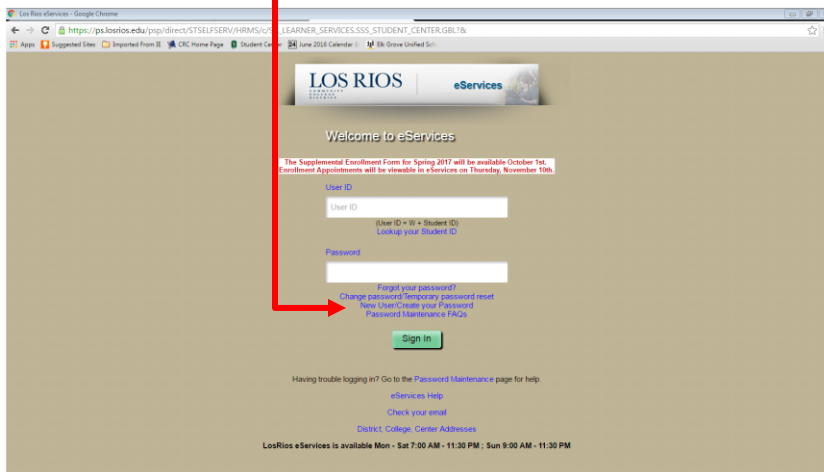 Los Rios eServices - Google Chrome
https://ps.losrios.edu/psp/direct/STSELFSERV/HRMS/c/ _LEARNER_SERVICES.SSS_STUDENT_CENTER.GBL?&
Apps Suggested Sites Imported From IE CRC Home Page Student Center June 2016 Calendar Elk Grove Unified Sch
LOS RIOS
COMMUNITY
COLLEGE
DISTRICT
eServices
Welcome to eServices
The Supplemental Enrollment Form for Spring 2017 will be available October 1st.
Enrollment Appointments will be viewable in eServices on Thursday, November 10th.
User ID
User ID
(User ID = W + Student ID)
Lookup your Student ID
Password
Forgot your password?
Change password/Temporary password reset
New User/Create your Password
Password Maintenance FAQs
Sign In
Having trouble logging in? Go to the Password Maintenance page for help.
eServices Help
Check your email
District, College, Center Addresses
LosRios eServices is available Mon - Sat 7:00 AM - 11:30 PM ; Sun 9:00 AM - 11:30 PM